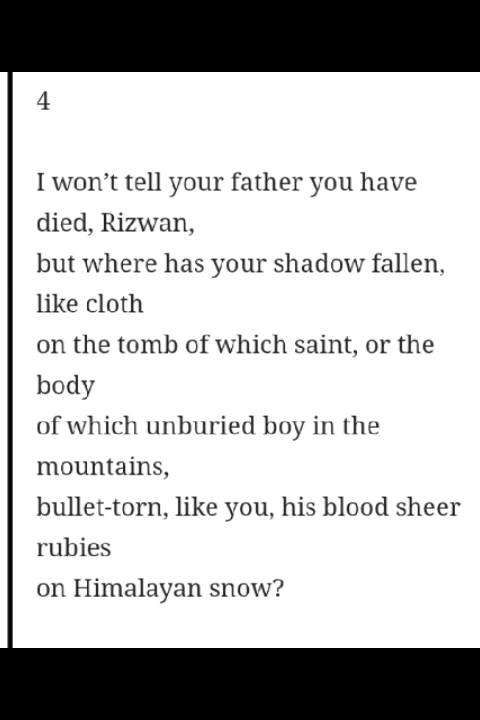 4
I won’t tell your father you have
died, Rizwan,
but where has your shadow fallen,
like cloth
on the tomb of which saint, or the
body
of which unburied boy in the
mountains,
bullet-torn, like you, his blood sheer
rubies
on Himalayan snow?